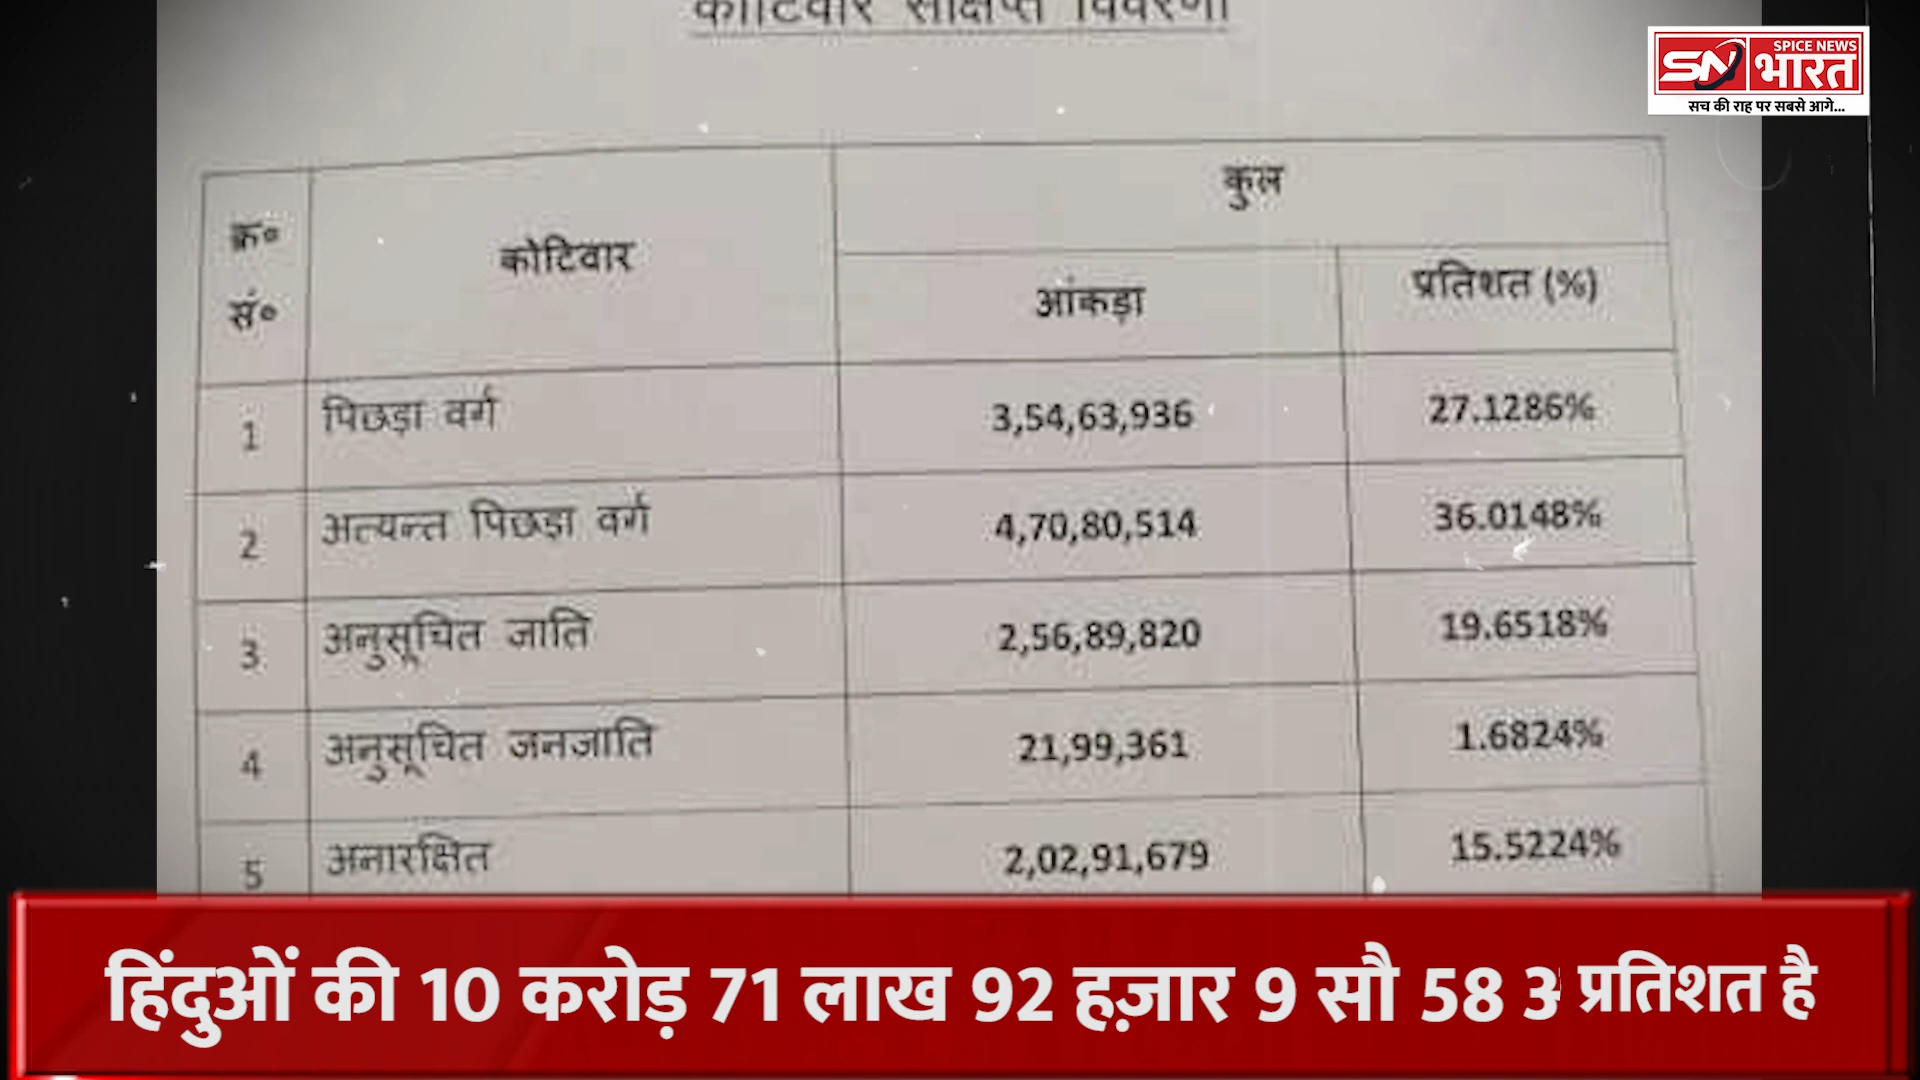 कोटिवार संक्षिप्त विवरणी
SPICE NEWS
SN भारत
सच की राह पर सबसे आगे...
क्र० सं० कोटिवार कुल
आंकड़ा प्रतिशत (%)
1 पिछड़ा वर्ग 3,54,63,936 27.1286%
2 अत्यन्त पिछड़ा वर्ग 4,70,80,514 36.0148%
3 अनुसूचित जाति 2,56,89,820 19.6518%
4 अनुसूचित जनजाति 21,99,361 1.6824%
5 अनारक्षित 2,02,91,679 15.5224%
हिंदुओं की 10 करोड़ 71 लाख 92 हज़ार 9 सौ 58 प्रतिशत है